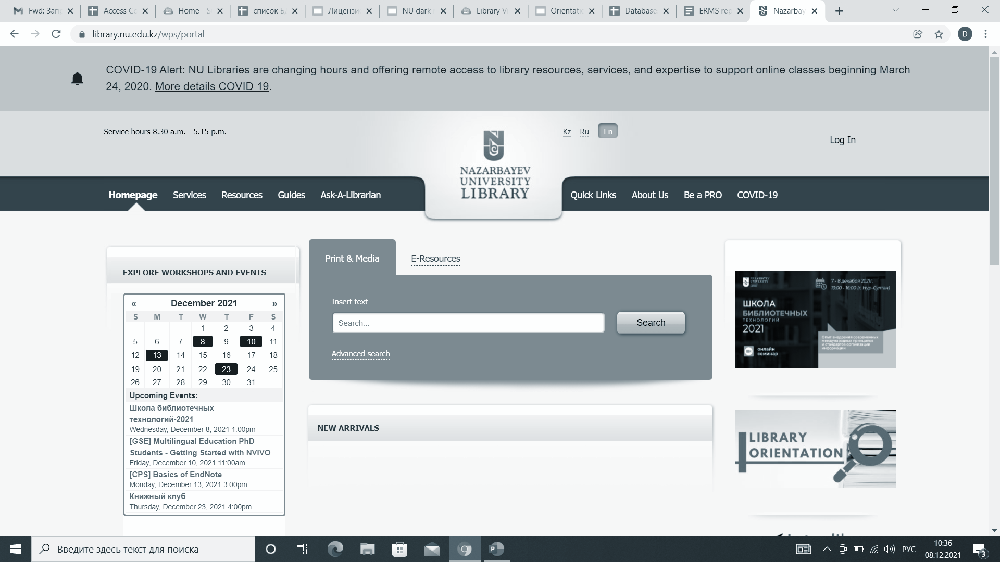 Fwd: Запр
Access Co
Home - S
список Б
Лицензи
NU dark
Library Vi
Orientatio
Database
ERMS rep
Nazarbay
library.nu.edu.kz/wps/portal
D
COVID-19 Alert: NU Libraries are changing hours and offering remote access to library resources, services, and expertise to support online classes beginning March
24, 2020. More details COVID 19.
Service hours 8.30 a.m. - 5.15 p.m.
Kz Ru En
Log In
NAZARBAYEV
UNIVERSITY
LIBRARY
Homepage Services Resources Guides Ask-A-Librarian Quick Links About Us Be a PRO COVID-19
EXPLORE WORKSHOPS AND EVENTS
« December 2021 »
S M T W T F S
1 2 3 4
5 6 7 8 9 10 11
12 13 14 15 16 17 18
19 20 21 22 23 24 25
26 27 28 29 30 31
Upcoming Events:
Школа библиотечных
технологий-2021
Wednesday, December 8, 2021 1:00pm
[GSE] Multilingual Education PhD
Students - Getting Started with NVIVO
Friday, December 10, 2021 11:00am
[CPS] Basics of EndNote
Monday, December 13, 2021 3:00pm
Книжный клуб
Thursday, December 23, 2021 4:00pm
Print & Media E-Resources
Insert text
Search...
Search
Advanced search
NEW ARRIVALS
NAZARBAYEV
UNIVERSITY
7 - 8 декабря 2021г.
13:00 - 16:00 (г. Нур-Султан)
ШКОЛА
БИБЛИОТЕЧНЫХ
ТЕХНОЛОГИЙ
2021
Опыт внедрения современных
международных принципов
и стандартов организации
информации
онлайн
семинар
LIBRARY
ORIENTATION
Введите здесь текст для поиска
P
РУС
10:36
08.12.2021
3